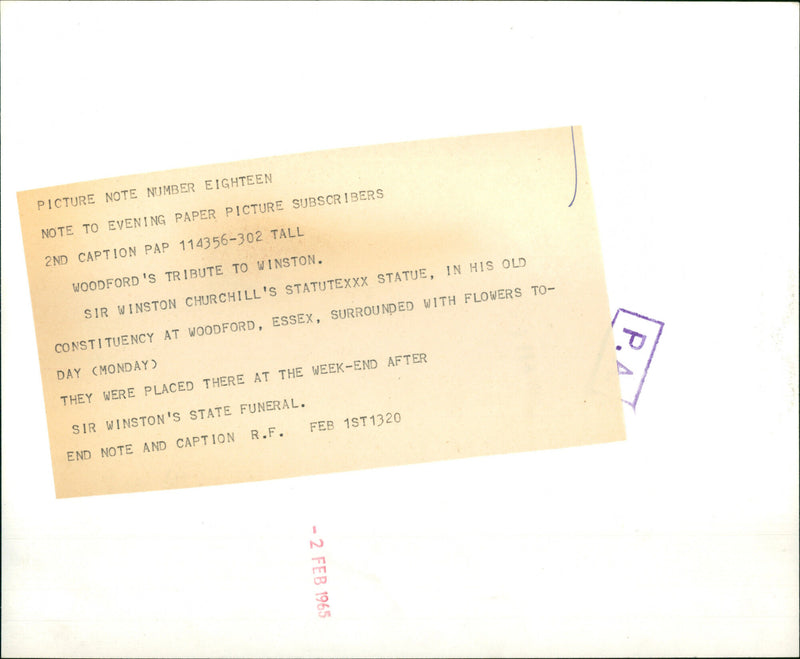 PICTURE NOTE NUMBER EIGHTEEN
NOTE TO EVENING PAPER PICTURE SUBSCRIBERS
2ND CAPTION PAP 114356-302 TALL
WOODFORD'S TRIBUTE TO WINSTON.
SIR WINSTON CHURCHILL'S STATUTEXXX STATUE, IN HIS OLD
CONSTITUENCY AT WOODFORD, ESSEX, SURROUNDED WITH FLOWERS TO-
DAY (MONDAY)
THEY WERE PLACED THERE AT THE WEEK-END AFTER
SIR WINSTON'S STATE FUNERAL.
END NOTE AND CAPTION R.F. FEB 1ST1320
P.A
- 2 FEB 1965